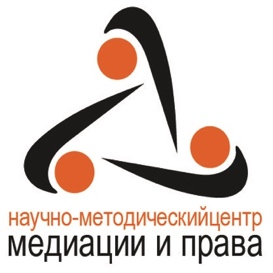 научно-методическийцентр
медиации и права